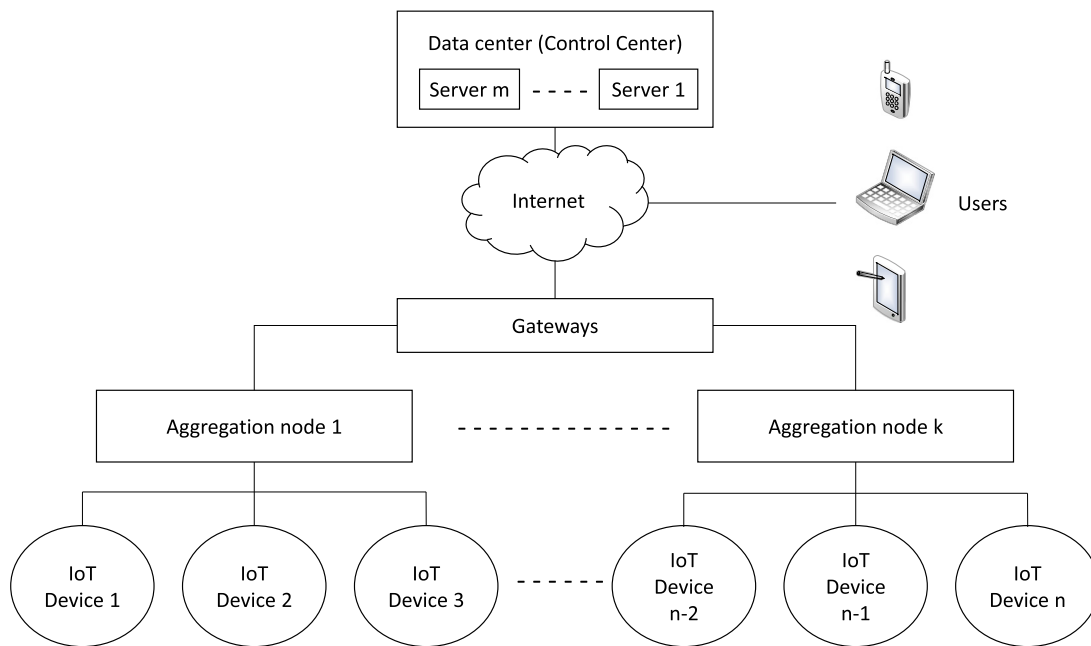 Data center (Control Center)
Server m
Server 1
Internet
Users
Gateways
Aggregation node 1
Aggregation node k
IoT
Device 1
IoT
Device 2
IoT
Device 3
IoT
Device
n-2
IoT
Device
n-1
IoT
Device n